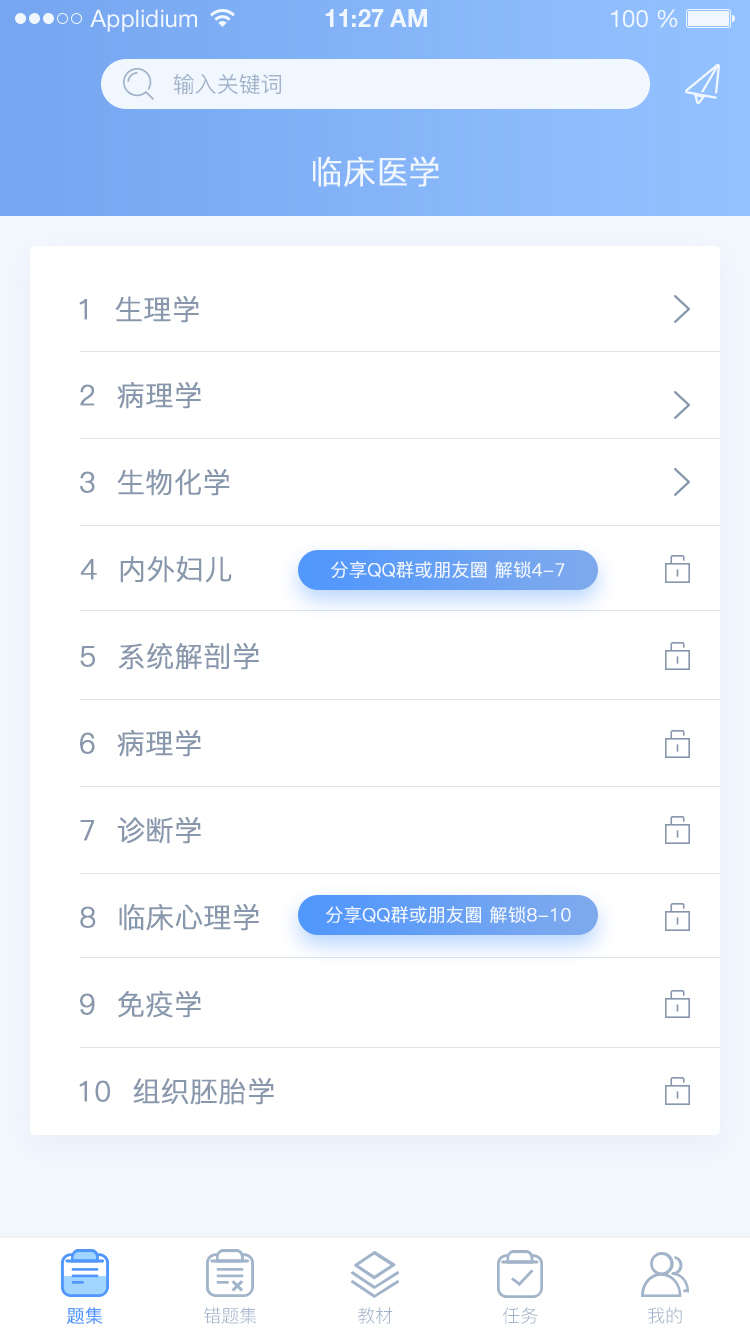 Applidium 11:27 AM 100 %
输入关键词
临床医学
1 生理学
2 病理学
3 生物化学
4 内外妇儿 分享QQ群或朋友圈 解锁4-7
5 系统解剖学
6 病理学
7 诊断学
8 临床心理学 分享QQ群或朋友圈 解锁8-10
9 免疫学
10 组织胚胎学
题集 错题集 教材 任务 我的